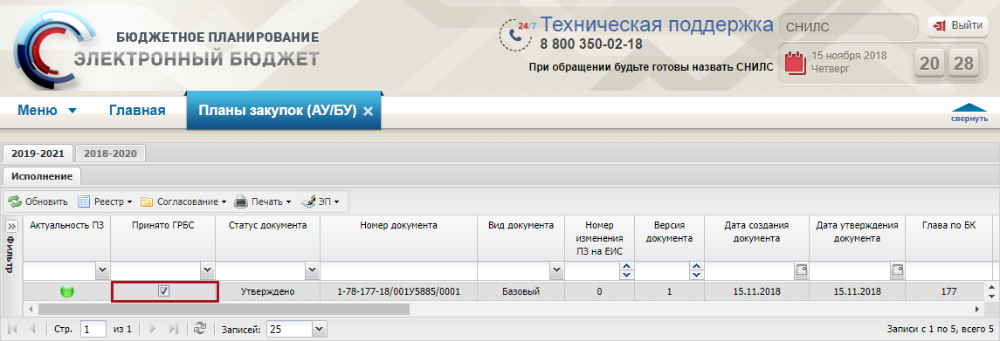 БЮДЖЕТНОЕ ПЛАНИРОВАНИЕ
ЭЛЕКТРОННЫЙ БЮДЖЕТ
24/7
Техническая поддержка
8 800 350-02-18
При обращении будьте готовы назвать СНИЛС
СНИЛС
Выйти
15 ноября 2018
Четверг
20 28
Меню Главная Планы закупок (АУ/БУ)
свернуть
2019-2021 2018-2020
Исполнение
Обновить Реестр Согласование Печать ЭП
Фильтр
Актуальность ПЗ Принято ГРБС Статус документа Номер документа Вид документа Номер изменения ПЗ на ЕИС Версия документа Дата создания документа Дата утверждения документа Глава по БК
Утверждено 1-78-177-18/001У5885/0001 Базовый 0 1 15.11.2018 15.11.2018 177
Стр. 1 из 1 Записей: 25 Записи с 1 по 5, всего 5